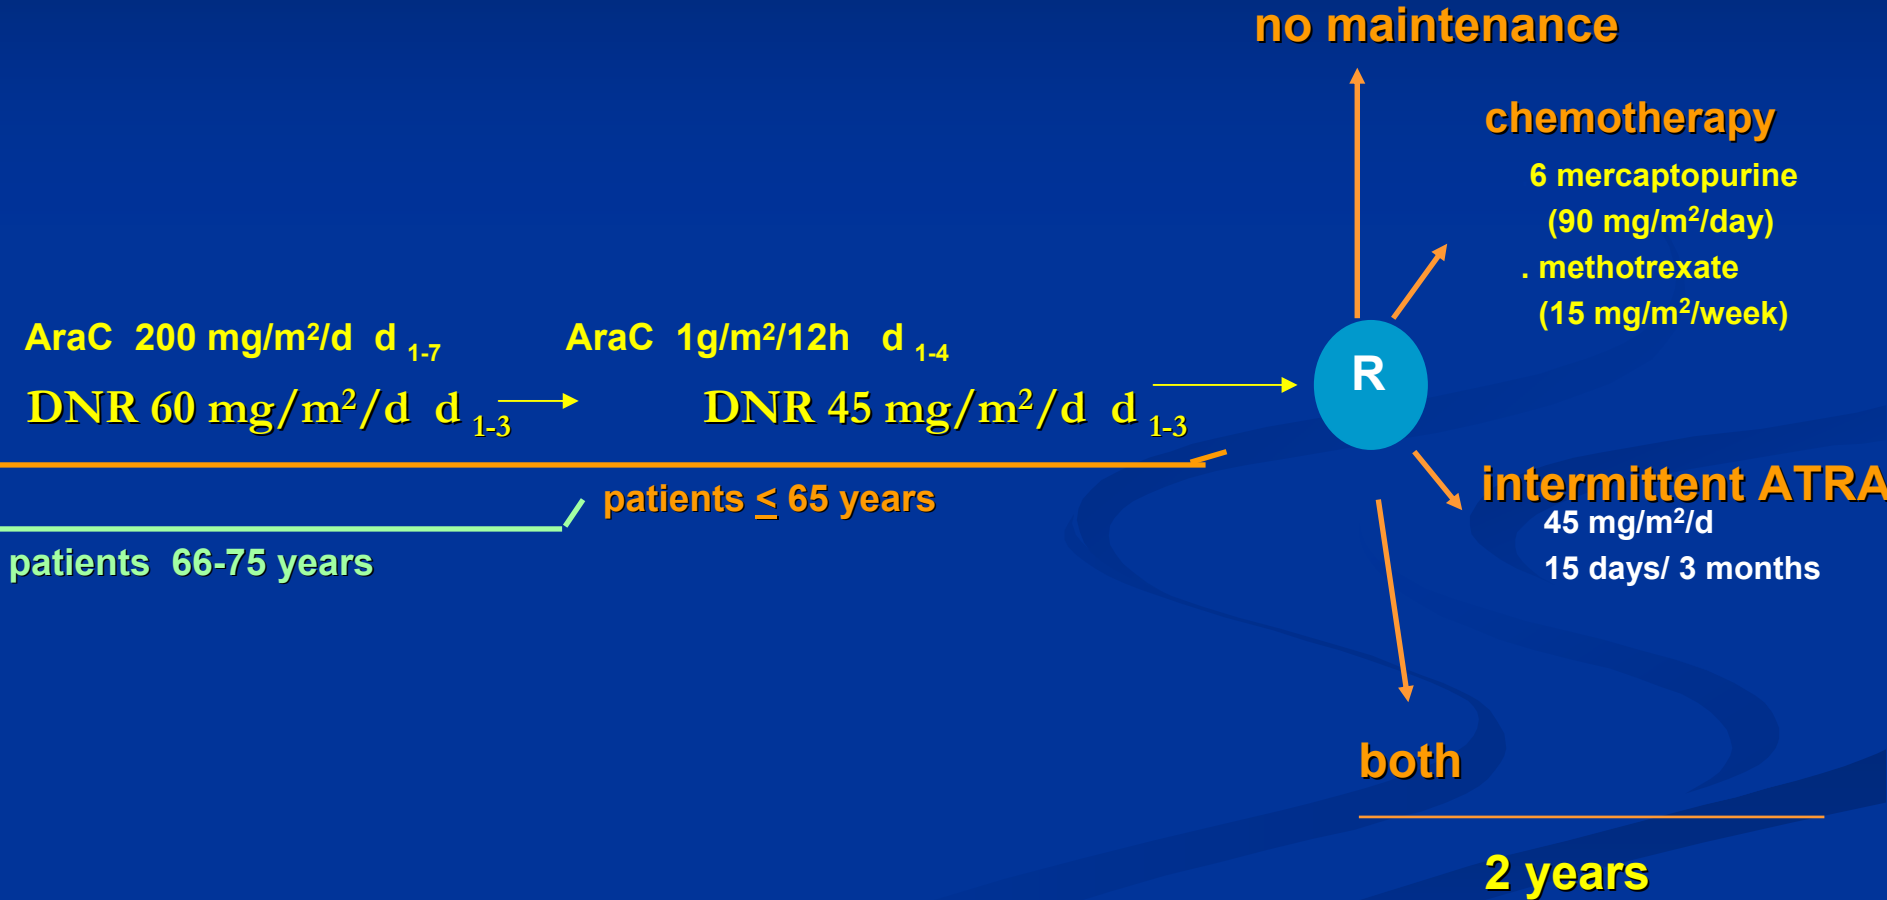 no maintenance
chemotherapy
6 mercaptopurine
(90 mg/m²/day)
. methotrexate
(15 mg/m²/week)
AraC 200 mg/m²/d d 1-7
AraC 1g/m²/12h d 1-4
DNR 60 mg/m²/d d 1-3
DNR 45 mg/m²/d d 1-3
R
patients ≤ 65 years
patients 66-75 years
intermittent ATRA
45 mg/m²/d
15 days/ 3 months
both
2 years